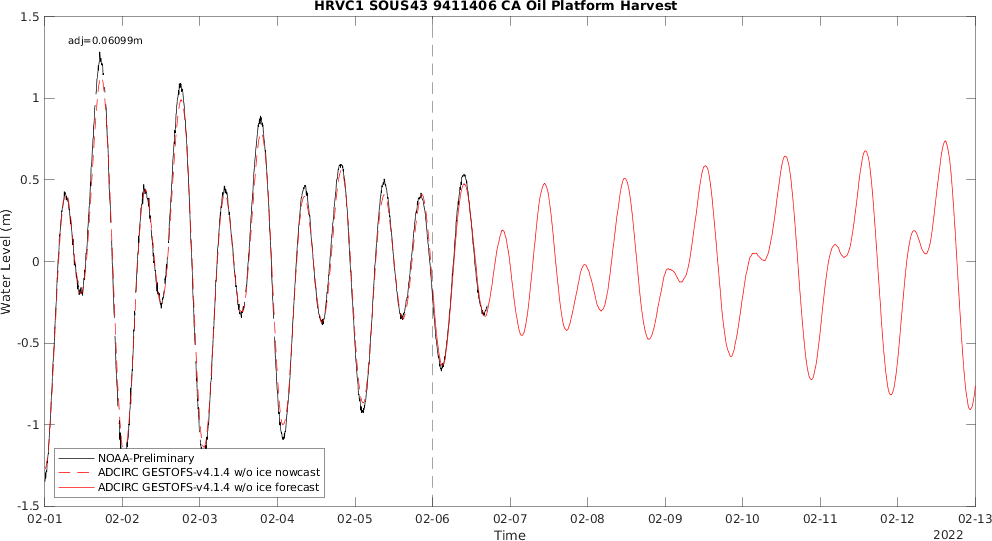 HRVC1 SOUS43 9411406 CA Oil Platform Harvest
adj=0.06099m
1.5
1
0.5
0
-0.5
-1
-1.5
Water Level (m)
NOAA-Preliminary
ADCIRC GESTOFS-v4.1.4 w/o ice nowcast
ADCIRC GESTOFS-v4.1.4 w/o ice forecast
02-01 02-02 02-03 02-04 02-05 02-06 02-07 02-08 02-09 02-10 02-11 02-12 02-13
Time
2022